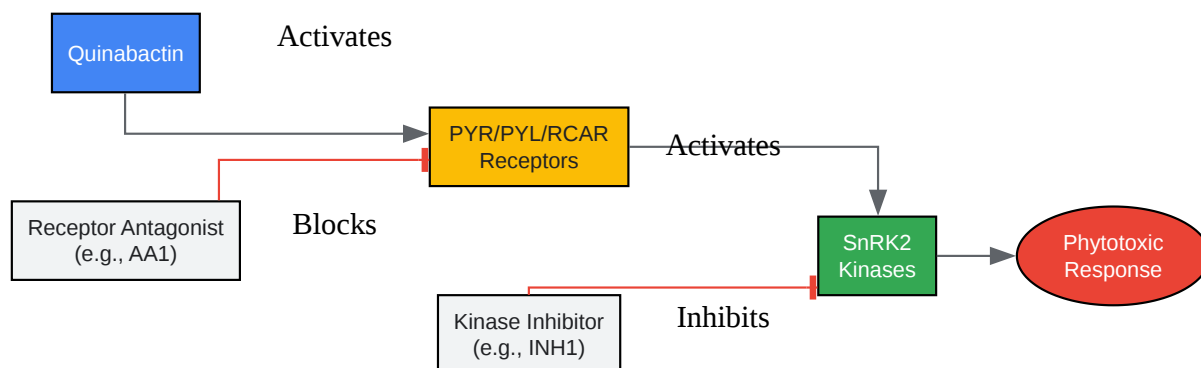 Activates
Quinabactin
PYR/PYL/RCAR
Receptors
Activates
Receptor Antagonist
(e.g., AA1)
Blocks
SnRK2
Kinases
Phytotoxic
Response
Kinase Inhibitor
(e.g., INH1)
Inhibits